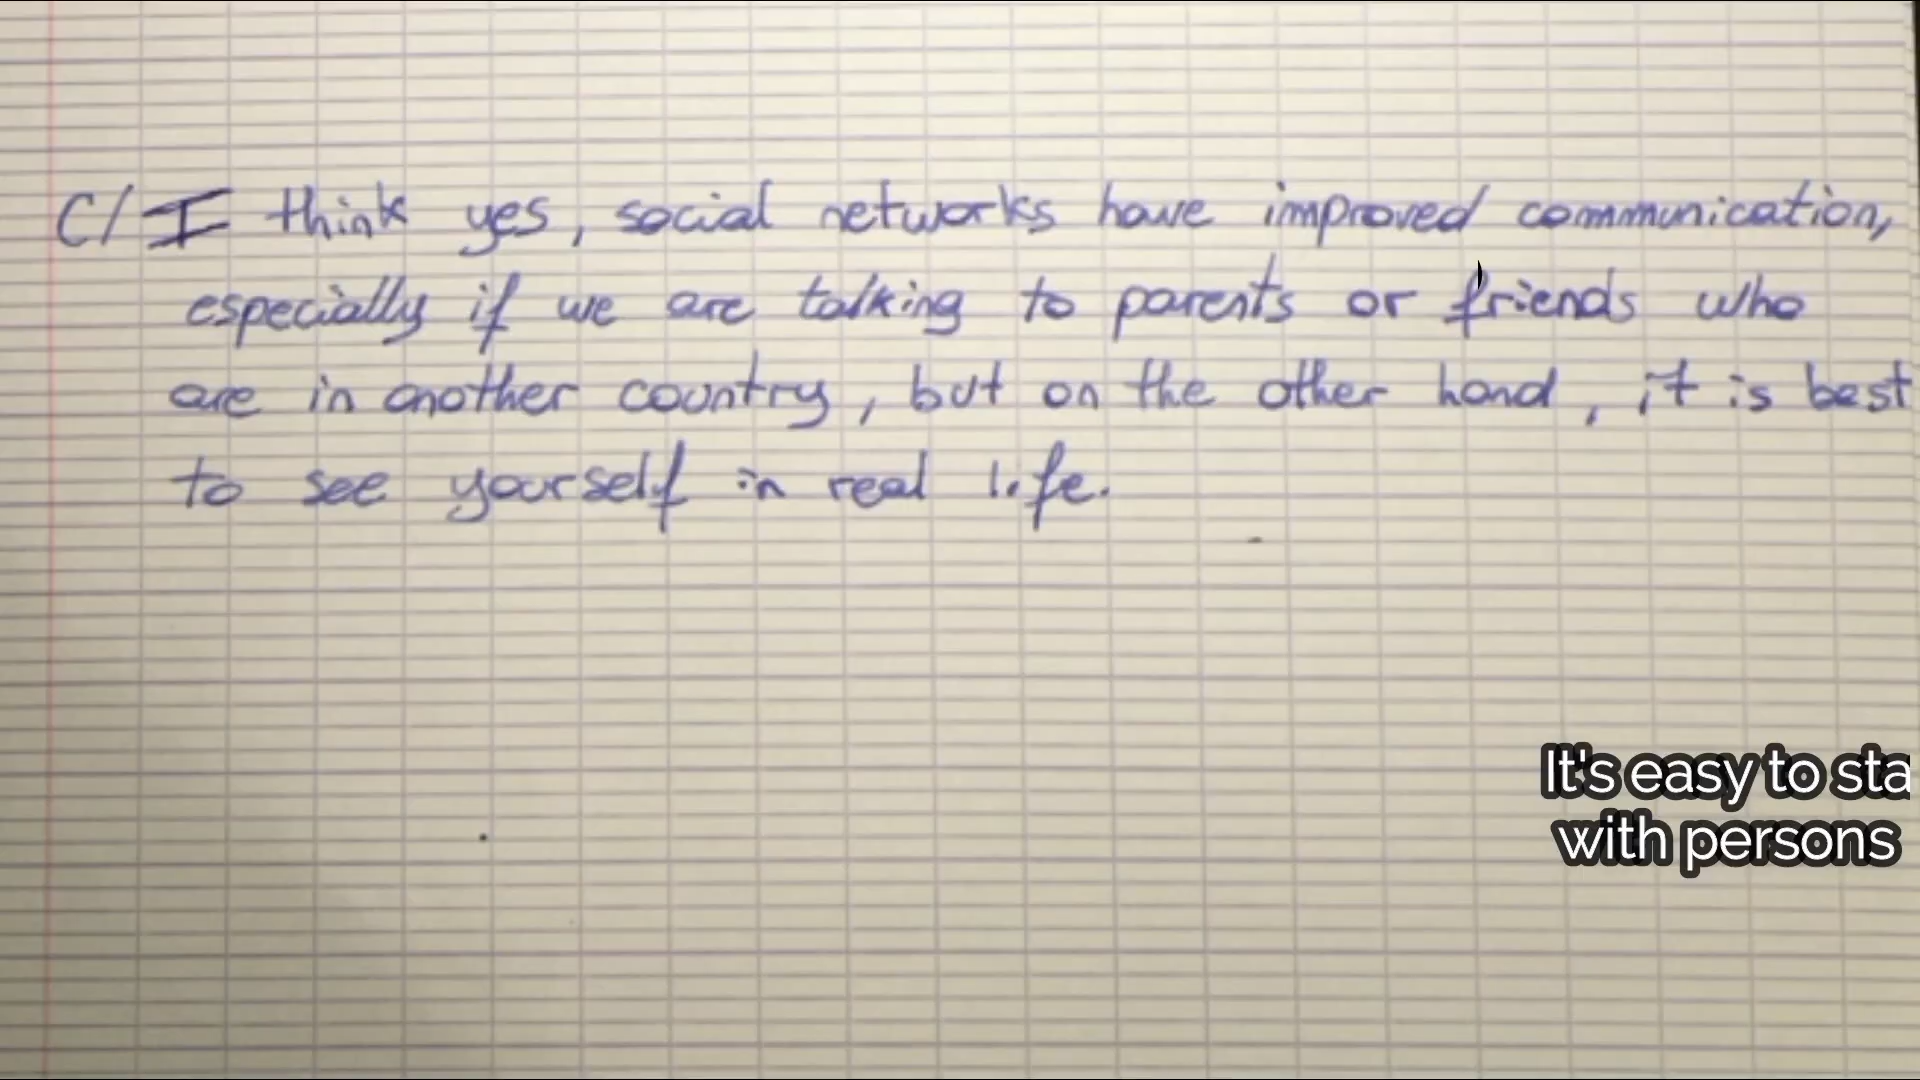 C/ I think yes, social networks have improved communication,
especially if we are talking to parents or friends who
are in another country, but on the other hand, it is best
to see yourself in real life.
It's easy to sta
with persons